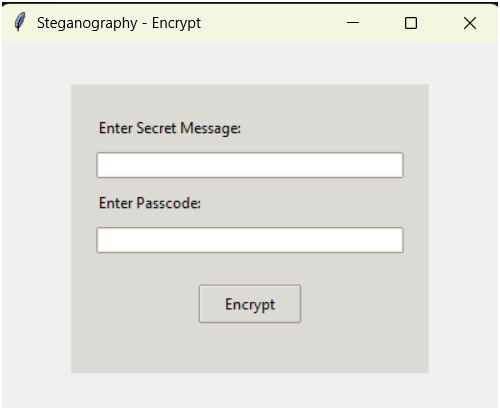 Steganography - Encrypt
Enter Secret Message:
Enter Passcode:
Encrypt